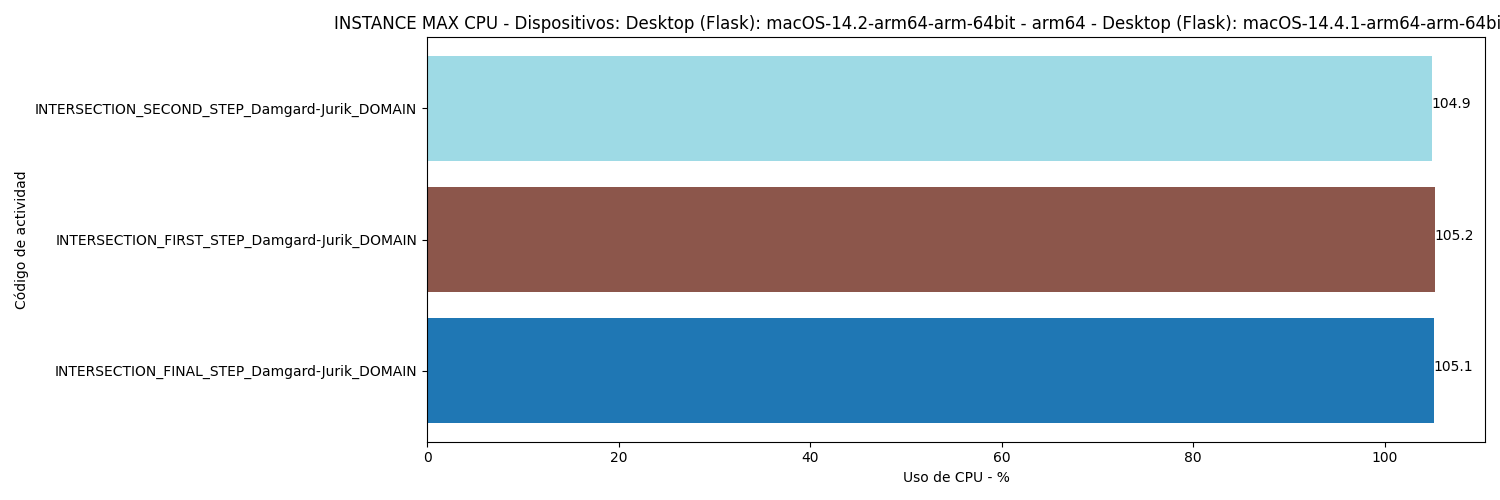 INSTANCE MAX CPU - Dispositivos: Desktop (Flask): macOS-14.2-arm64-arm-64bit - arm64 - Desktop (Flask): macOS-14.4.1-arm64-arm-64bi
INTERSECTION_SECOND_STEP_Damgard-Jurik_DOMAIN
104.9
INTERSECTION_FIRST_STEP_Damgard-Jurik_DOMAIN
105.2
INTERSECTION_FINAL_STEP_Damgard-Jurik_DOMAIN
105.1
Código de actividad
0 20 40 60 80 100
Uso de CPU - %